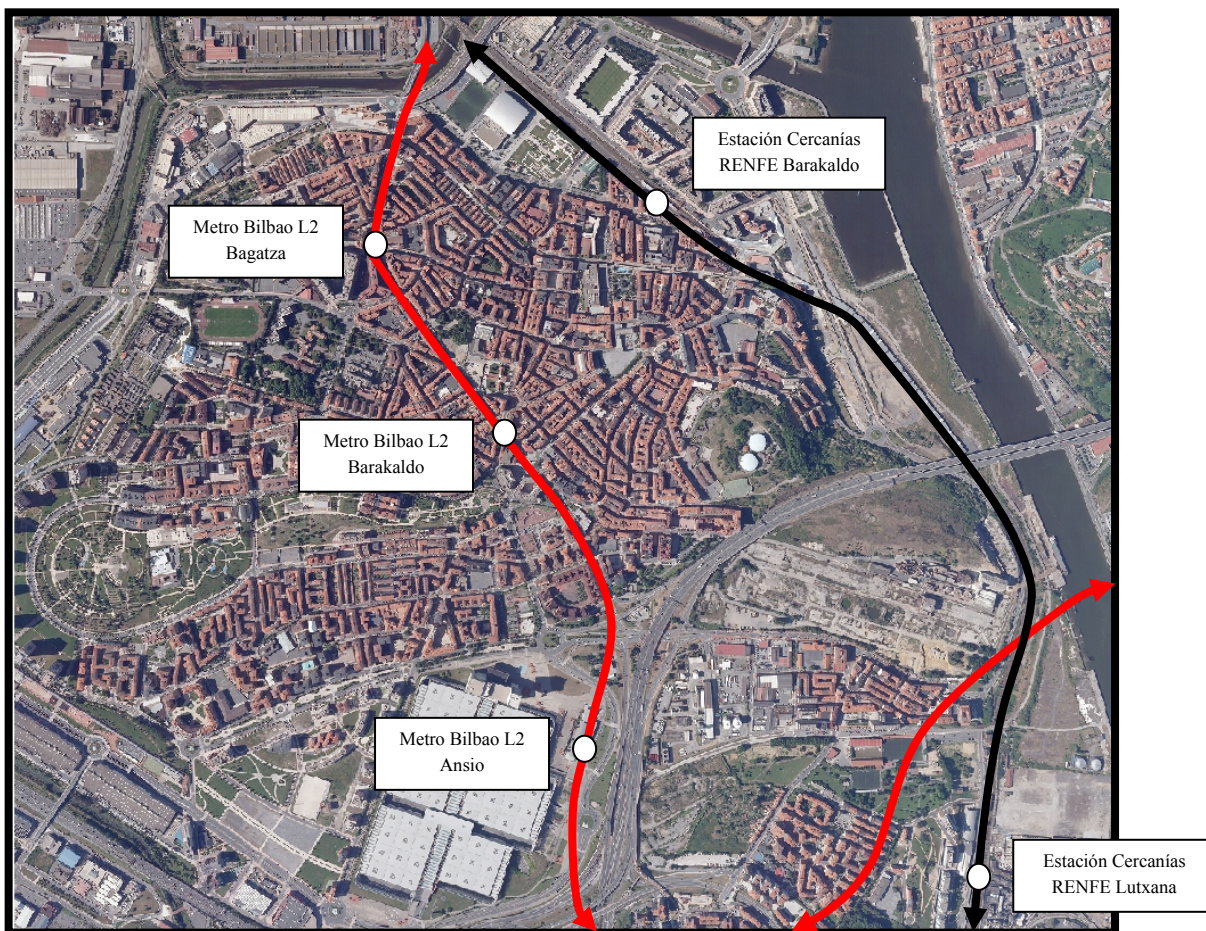 Estación Cercanías
RENFE Barakaldo
Metro Bilbao L2
Bagatza
Metro Bilbao L2
Barakaldo
Metro Bilbao L2
Ansio
Estación Cercanías
RENFE Lutxana